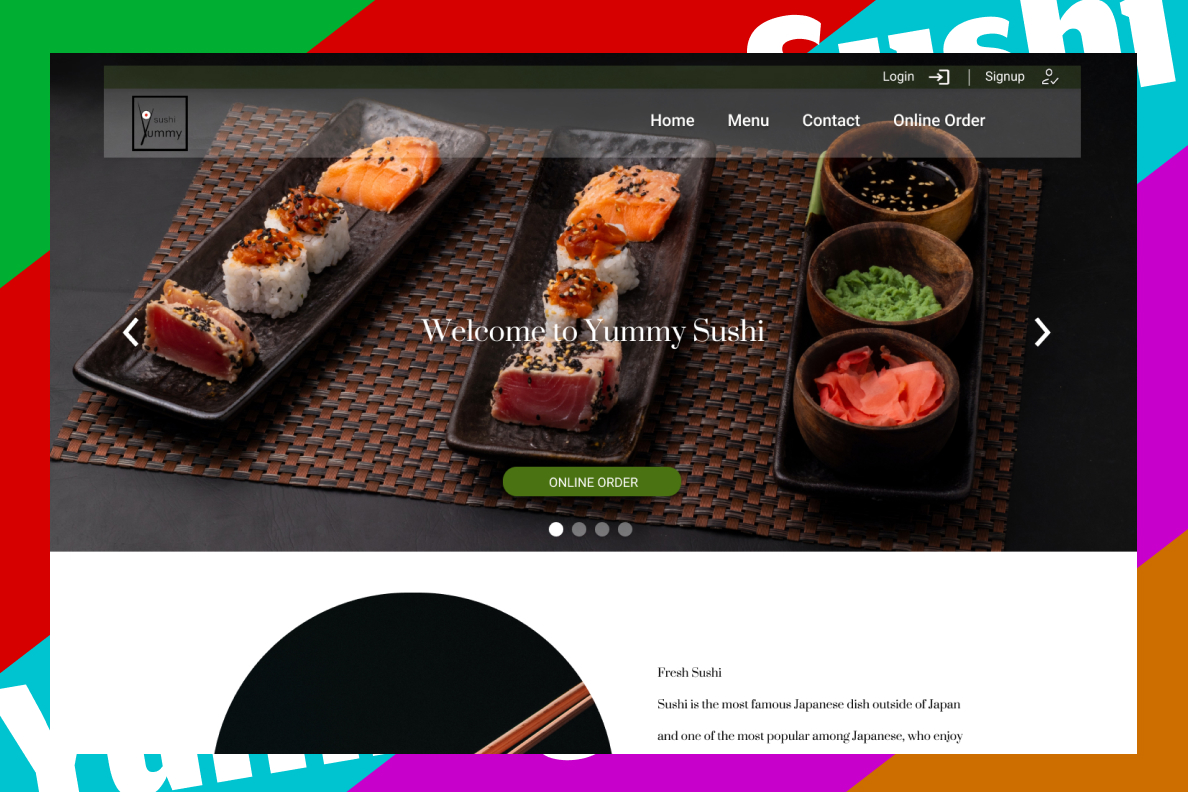 Sushi
Login | Signup
sushi
Yummy
Home Menu Contact Online Order
Welcome to Yummy Sushi
ONLINE ORDER
Fresh Sushi
Sushi is the most famous Japanese dish outside of Japan
and one of the most popular among Japanese, who enjoy